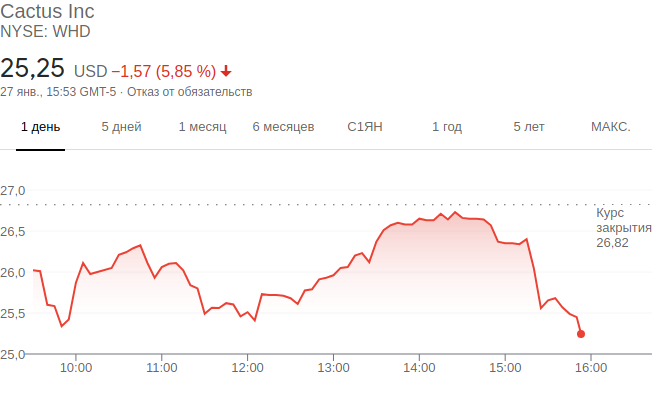 Cactus Inc
NYSE: WHD
25,25 USD −1,57 (5,85 %)
27 янв., 15:53 GMT-5 · Отказ от обязательств
1 день 5 дней 1 месяц 6 месяцев С1ЯН 1 год 5 лет МАКС.
27,0
Курс
закрытия
26,82
26,5
26,0
25,5
25,0
10:00 11:00 12:00 13:00 14:00 15:00 16:00